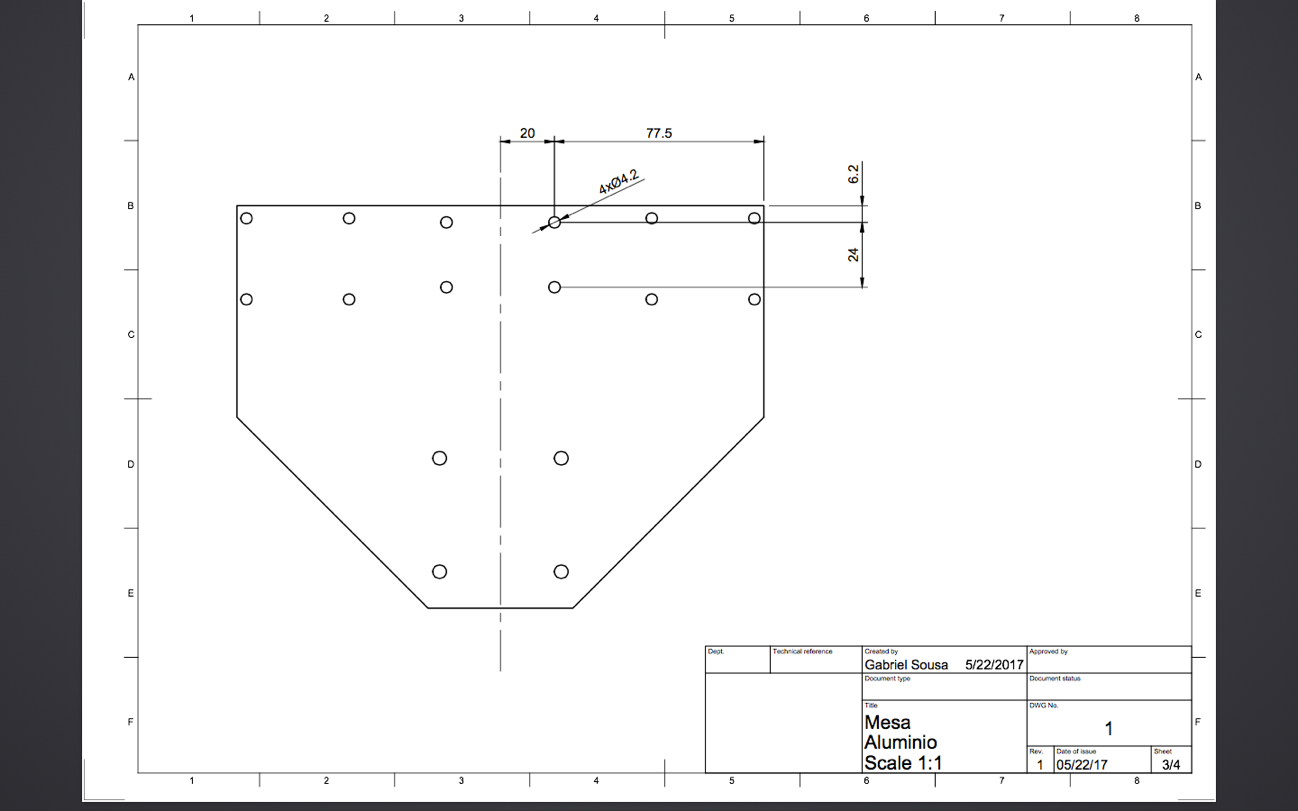 1 2 3 4 5 6 7 8
A A
20 77.5
4xØ4.2
6.2
B B
24
C C
D D
E E
Dept. Technical reference Created by Approved by
Gabriel Sousa 5/22/2017
Document type Document status
Title DWG No.
Mesa
Aluminio
Scale 1:1
1
F F
Rev. Date of issue Sheet
1 05/22/17 3/4
1 2 3 4 5 6 7 8